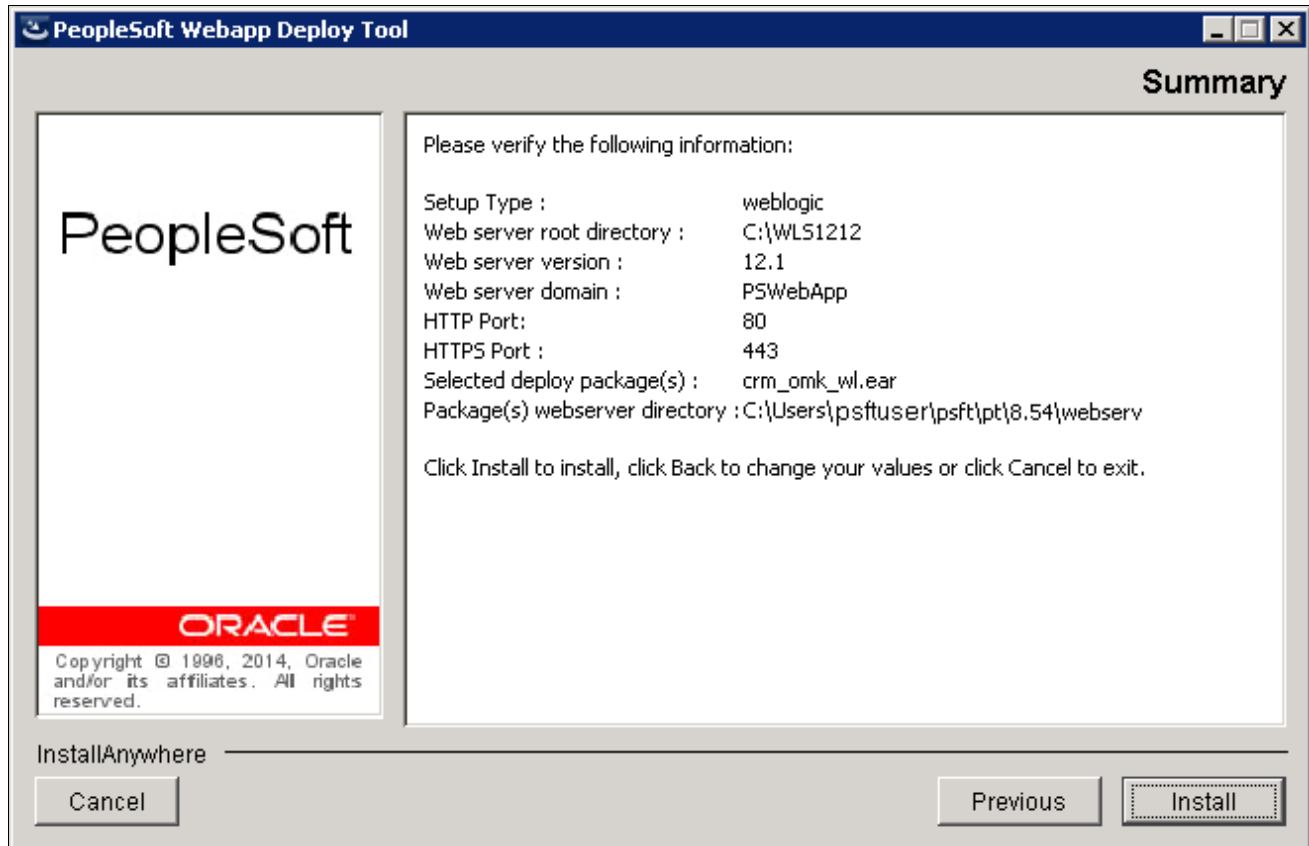 PeopleSoft Webapp Deploy Tool
Summary
PeopleSoft
ORACLE
Copyright © 1996, 2014, Oracle
and/or its affiliates. All rights
reserved.
Please verify the following information:
Setup Type : weblogic
Web server root directory : C:\WLS1212
Web server version : 12.1
Web server domain : PSWebApp
HTTP Port: 80
HTTPS Port : 443
Selected deploy package(s) : crm_omk_wl.ear
Package(s) webserver directory : C:\Users\psftuser\psft\pt\8.54\webserv
Click Install to install, click Back to change your values or click Cancel to exit.
InstallAnywhere
Cancel Previous Install